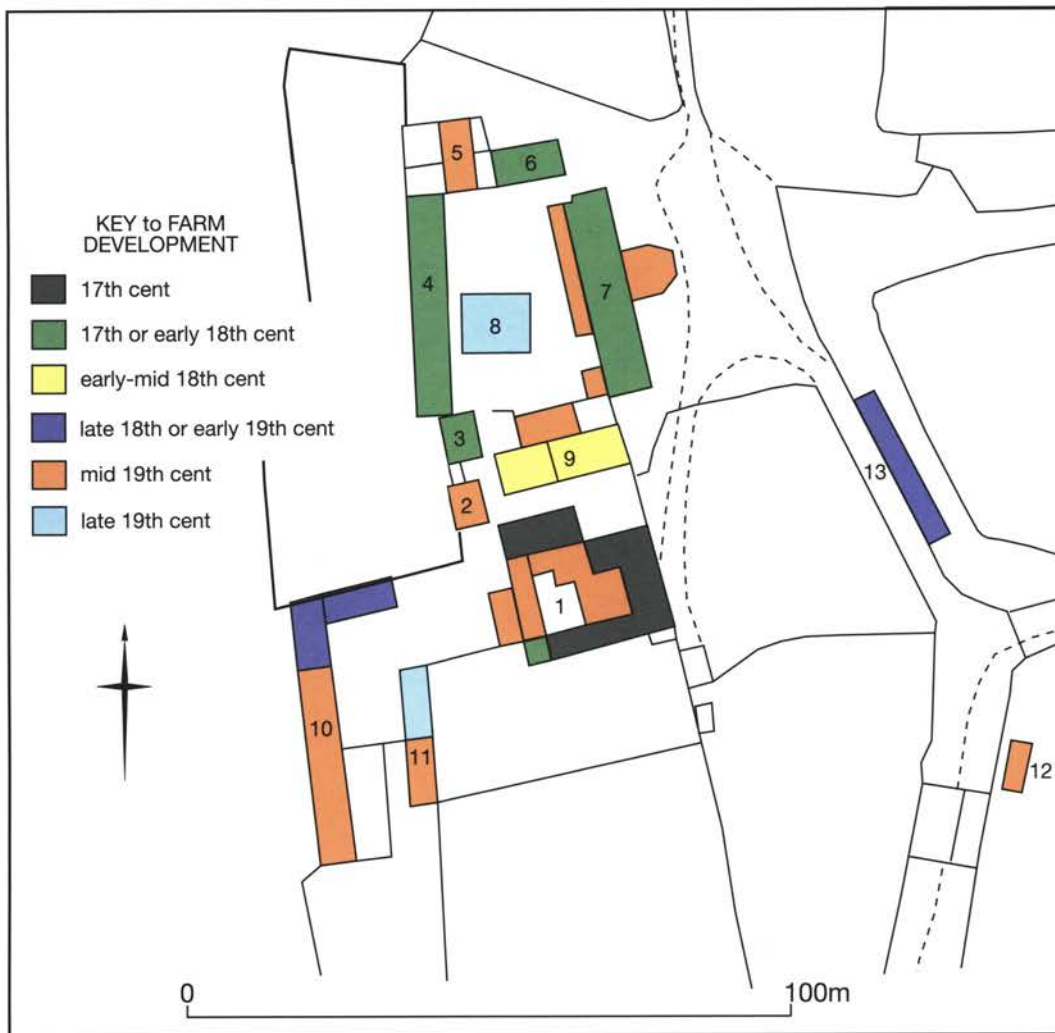 KEY to FARM
DEVELOPMENT
17th cent
17th or early 18th cent
early-mid 18th cent
late 18th or early 19th cent
mid 19th cent
late 19th cent
5
6
4
7
8
3
9
2
13
1
10
11
12
0
100m